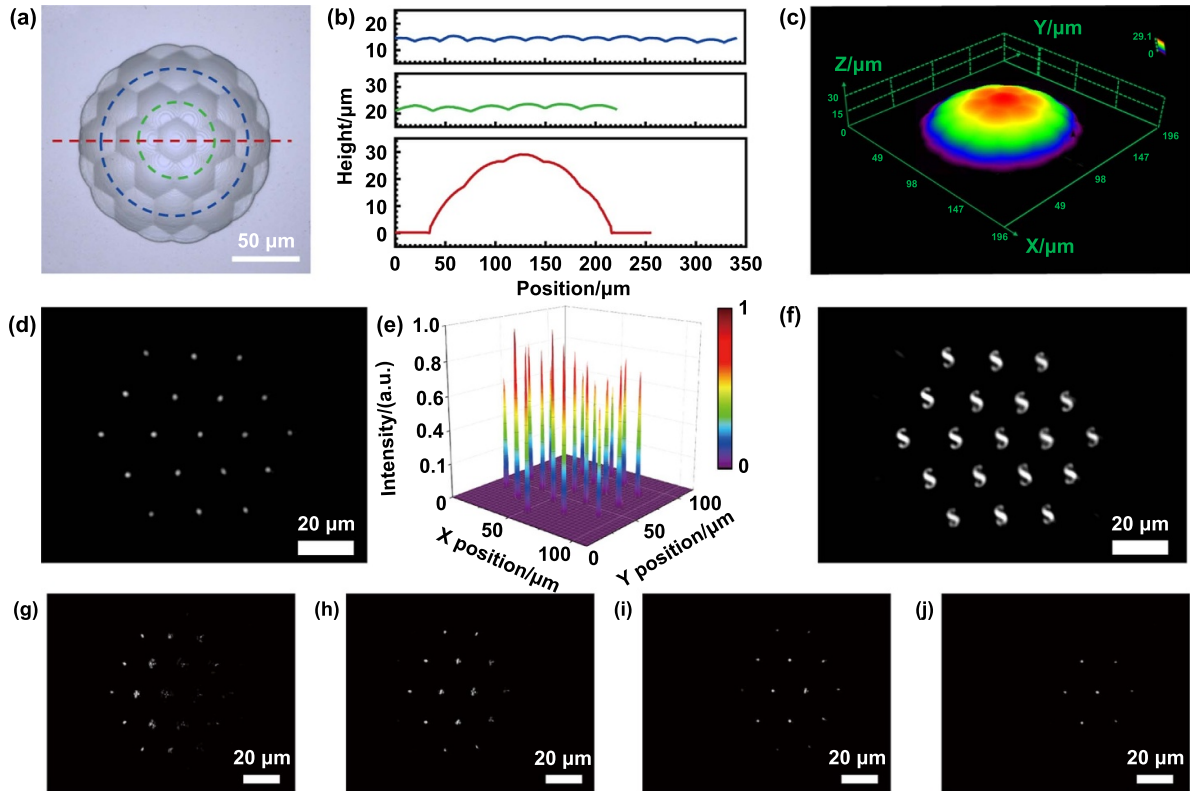 (a)
50 µm
(b)
20
10
30
20
30
20
10
0
Height/µm
0 50 100 150 200 250 300 350
Position/µm
(c)
Y/µm
29.1
0
Z/µm
30
15
0
49
98
147
196
49
98
147
196
X/µm
(d)
20 µm
(e)
1.0
0.8
0.6
0.4
0.1
Intensity/(a.u.)
0
50
100
X position/µm
0
50
100
Y position/µm
1
0
(f)
S S S
S S S S
S S S S S
S S S S
S S S
20 µm
(g)
20 µm
(h)
20 µm
(i)
20 µm
(j)
20 µm